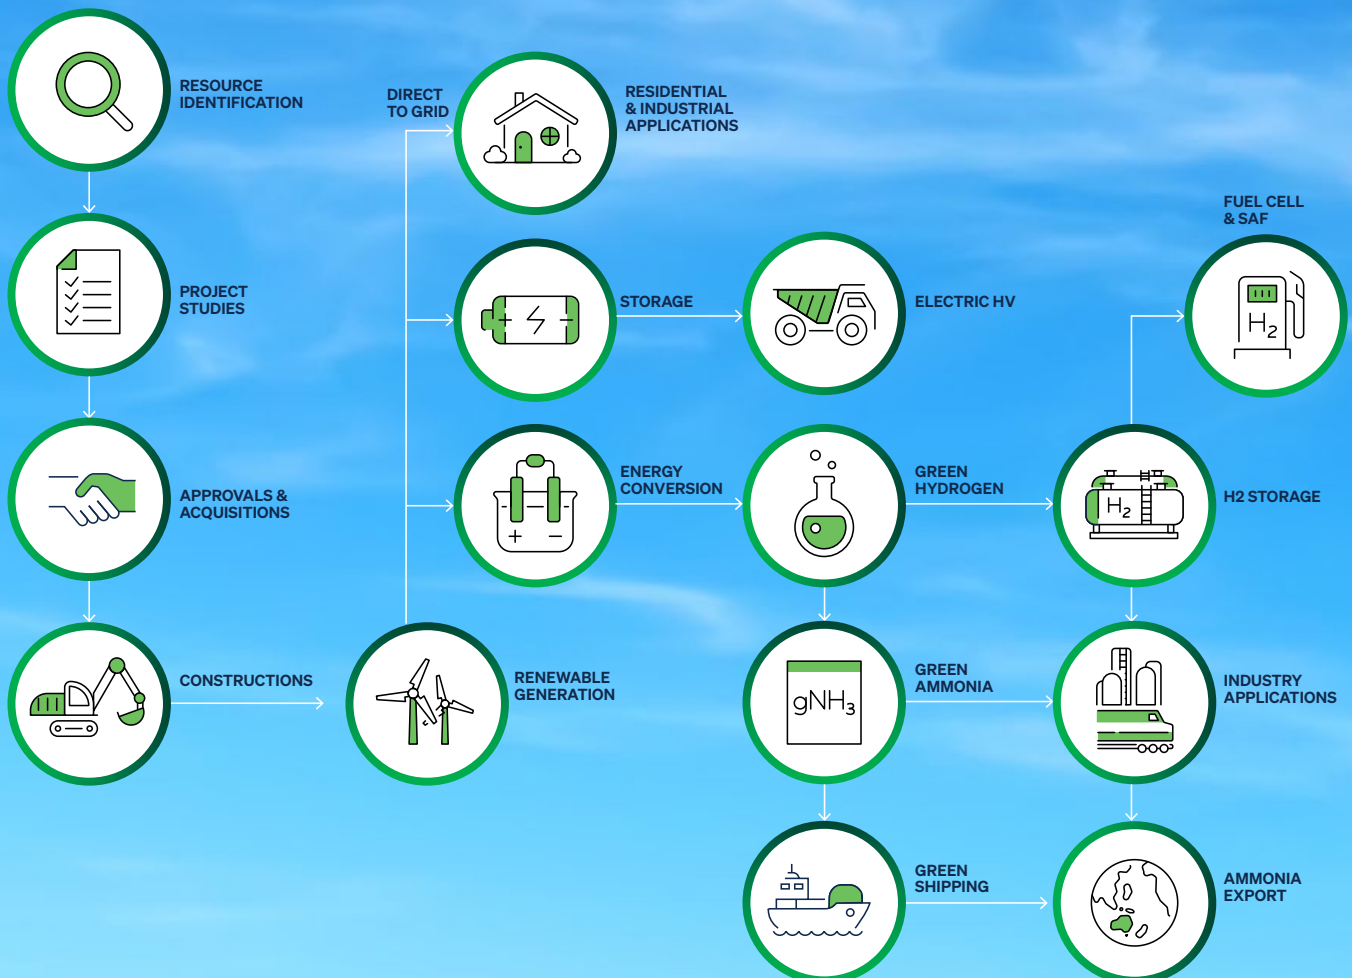 RESOURCE
IDENTIFICATION
PROJECT
STUDIES
APPROVALS &
ACQUISITIONS
CONSTRUCTIONS
RENEWABLE
GENERATION
DIRECT
TO GRID
RESIDENTIAL
& INDUSTRIAL
APPLICATIONS
STORAGE
ELECTRIC HV
ENERGY
CONVERSION
GREEN
HYDROGEN
H₂
H2 STORAGE
FUEL CELL
& SAF
H₂
gNH₃
GREEN
AMMONIA
INDUSTRY
APPLICATIONS
GREEN
SHIPPING
AMMONIA
EXPORT